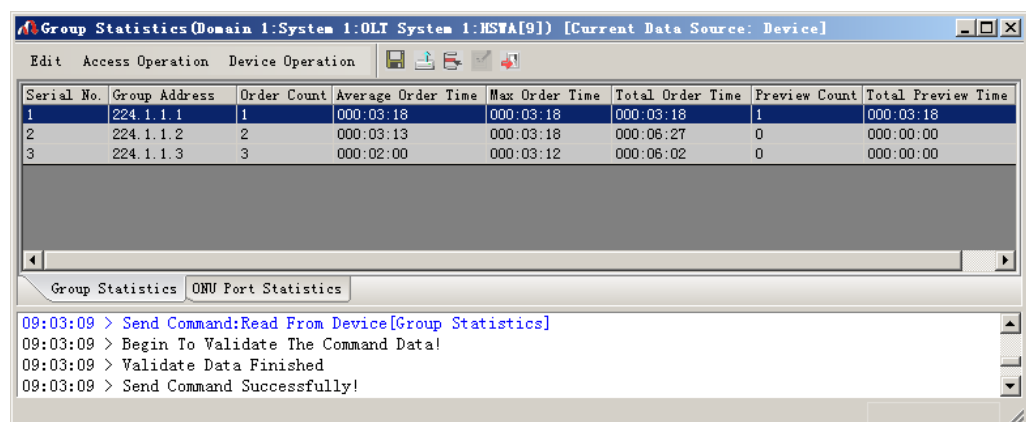 Group Statistics(Domain 1:System 1:OLT System 1:HSWA[9]) [Current Data Source: Device]
Edit Access Operation Device Operation
Serial No. Group Address Order Count Average Order Time Max Order Time Total Order Time Preview Count Total Preview Time
1 224.1.1.1 1 000:03:18 000:03:18 000:03:18 1 000:03:18
2 224.1.1.2 2 000:03:13 000:03:18 000:06:27 0 000:00:00
3 224.1.1.3 3 000:02:00 000:03:12 000:06:02 0 000:00:00
Group Statistics ONU Port Statistics
09:03:09 > Send Command:Read From Device[Group Statistics]
09:03:09 > Begin To Validate The Command Data!
09:03:09 > Validate Data Finished
09:03:09 > Send Command Successfully!